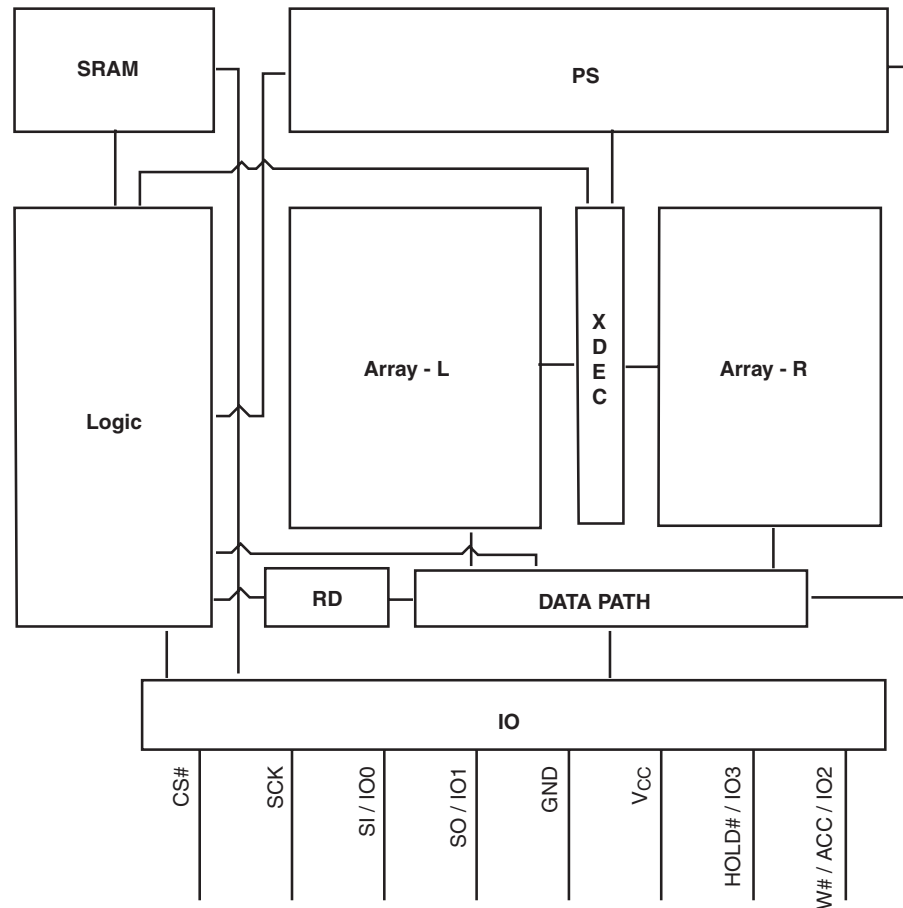 SRAM
PS
Logic
Array - L
X
D
E
C
Array - R
RD
DATA PATH
IO
CS#
SCK
SI / IO0
SO / IO1
GND
VCC
HOLD# / IO3
W# / ACC / IO2